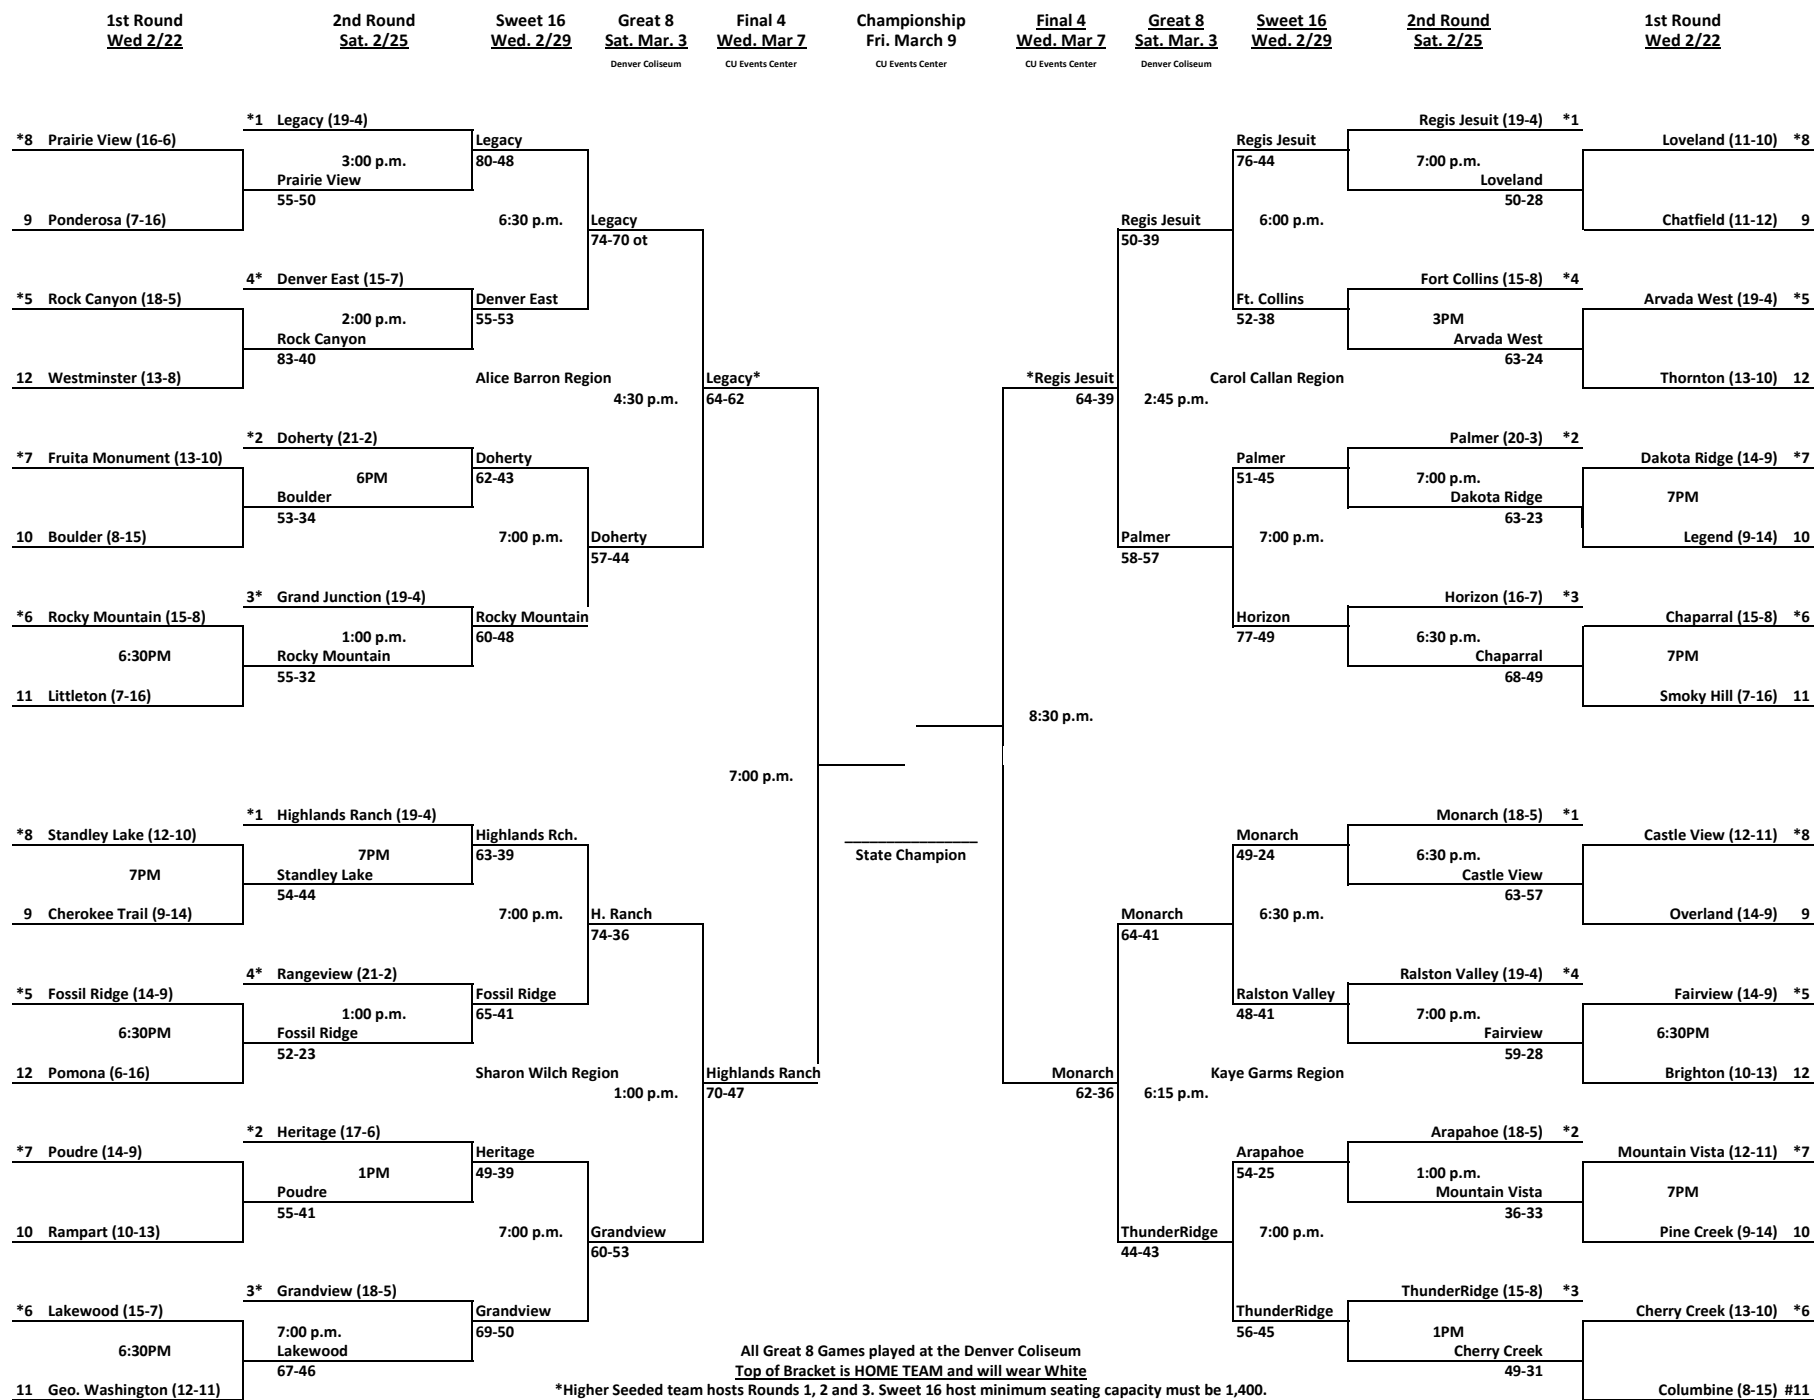 1st Round 2nd Round Sweet 16 Great 8 Final 4 Championship Final 4 Great 8 Sweet 16 2nd Round 1st Round
Wed 2/22 Sat. 2/25 Wed. 2/29 Sat. Mar. 3 Wed. Mar 7 Fri. March 9 Wed. Mar 7 Sat. Mar. 3 Wed. 2/29 Sat. 2/25 Wed 2/22
Denver Coliseum CU Events Center CU Events Center CU Events Center Denver Coliseum
*1 Legacy (19-4) Regis Jesuit (19-4) *1
*8 Prairie View (16-6) Legacy Regis Jesuit Loveland (11-10) *8
3:00 p.m. 80-48 76-44 7:00 p.m.
Prairie View Loveland
55-50 50-28
9 Ponderosa (7-16) 6:30 p.m. Legacy Regis Jesuit 6:00 p.m. Chatfield (11-12) 9
74-70 ot 50-39
4* Denver East (15-7) Fort Collins (15-8) *4
*5 Rock Canyon (18-5) Denver East Ft. Collins Arvada West (19-4) *5
2:00 p.m. 55-53 52-38 3PM
Rock Canyon Arvada West
83-40 63-24
12 Westminster (13-8) Alice Barron Region Legacy* *Regis Jesuit Carol Callan Region Thornton (13-10) 12
4:30 p.m. 64-62 64-39 2:45 p.m.
*2 Doherty (21-2) Palmer (20-3) *2
*7 Fruita Monument (13-10) Doherty Palmer Dakota Ridge (14-9) *7
6PM 62-43 51-45 7:00 p.m.
Boulder Dakota Ridge 7PM
53-34 63-23
10 Boulder (8-15) 7:00 p.m. Doherty Palmer 7:00 p.m. Legend (9-14) 10
57-44 58-57
3* Grand Junction (19-4) Horizon (16-7) *3
*6 Rocky Mountain (15-8) Rocky Mountain Horizon Chaparral (15-8) *6
1:00 p.m. 60-48 77-49 6:30 p.m.
6:30PM Rocky Mountain Chaparral 7PM
55-32 68-49
11 Littleton (7-16) Smoky Hill (7-16) 11
8:30 p.m.
7:00 p.m.
*1 Highlands Ranch (19-4) Monarch (18-5) *1
*8 Standley Lake (12-10) Highlands Rch. ________________ Monarch Castle View (12-11) *8
7PM 63-39 State Champion 49-24 6:30 p.m.
7PM Standley Lake Castle View
54-44 63-57
9 Cherokee Trail (9-14) 7:00 p.m. H. Ranch Monarch 6:30 p.m. Overland (14-9) 9
74-36 64-41
4* Rangeview (21-2) Ralston Valley (19-4) *4
*5 Fossil Ridge (14-9) Fossil Ridge Ralston Valley Fairview (14-9) *5
1:00 p.m. 65-41 48-41 7:00 p.m.
6:30PM Fossil Ridge Fairview 6:30PM
52-23 59-28
12 Pomona (6-16) Sharon Wilch Region Highlands Ranch Monarch Kaye Garms Region Brighton (10-13) 12
1:00 p.m. 70-47 62-36 6:15 p.m.
*2 Heritage (17-6) Arapahoe (18-5) *2
*7 Poudre (14-9) Heritage Arapahoe Mountain Vista (12-11) *7
1PM 49-39 54-25 1:00 p.m.
Poudre Mountain Vista 7PM
55-41 36-33
10 Rampart (10-13) 7:00 p.m. Grandview ThunderRidge 7:00 p.m. Pine Creek (9-14) 10
60-53 44-43
3* Grandview (18-5) ThunderRidge (15-8) *3
*6 Lakewood (15-7) Grandview ThunderRidge Cherry Creek (13-10) *6
7:00 p.m. 69-50 56-45 1PM
6:30PM Lakewood All Great 8 Games played at the Denver Coliseum Cherry Creek
67-46 Top of Bracket is HOME TEAM and will wear White 49-31
11 Geo. Washington (12-11) *Higher Seeded team hosts Rounds 1, 2 and 3. Sweet 16 host minimum seating capacity must be 1,400. Columbine (8-15) #11